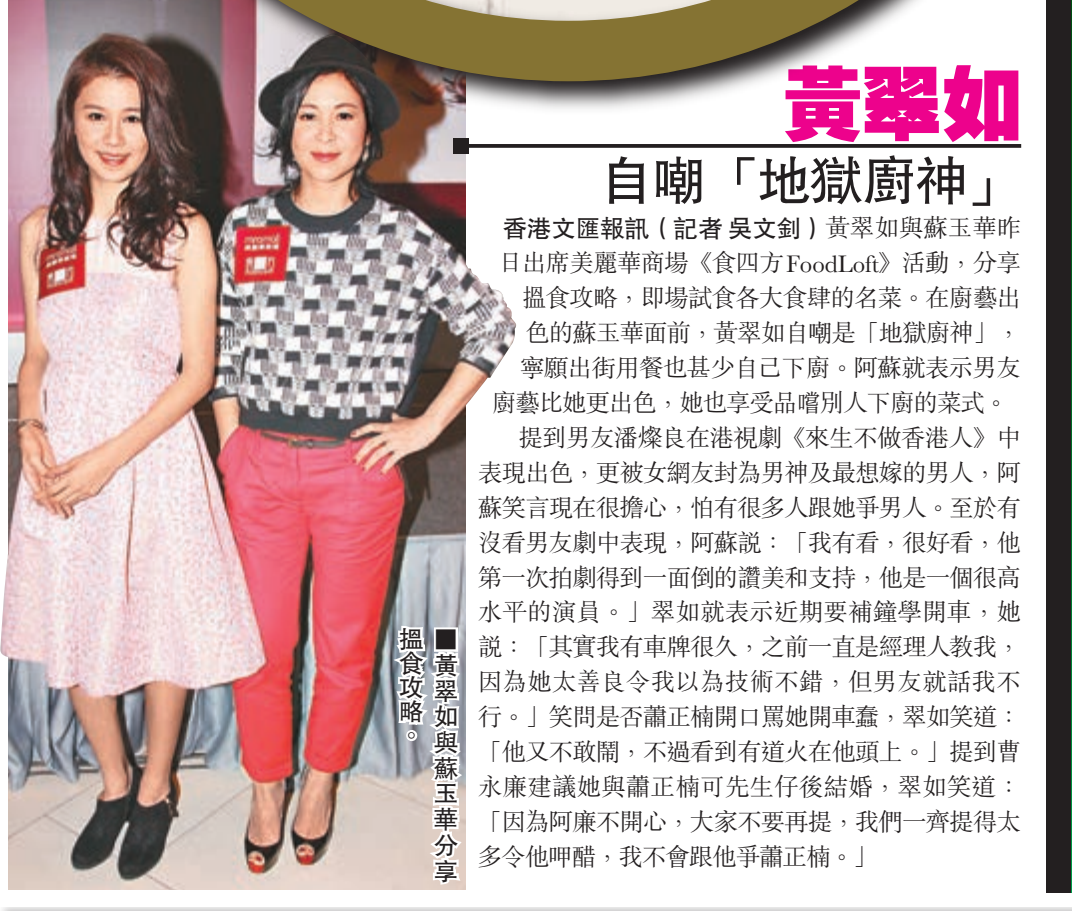 黃翠如
自嘲「地獄廚神」
香港文匯報訊（記者 吳文釗）黃翠如與蘇玉華昨
日出席美麗華商場《食四方FoodLoft》活動，分享
搵食攻略，即場試食各大食肆的名菜。在廚藝出
色的蘇玉華面前，黃翠如自嘲是「地獄廚神」，
寧願出街用餐也甚少自己下廚。阿蘇就表示男友
廚藝比她更出色，她也享受品嚐別人下廚的菜式。
提到男友潘燦良在港視劇《來生不做香港人》中
表現出色，更被女網友封為男神及最想嫁的男人，阿
蘇笑言現在很擔心，怕有很多人跟她爭男人。至於有
沒看男友劇中表現，阿蘇説：「我有看，很好看，他
第一次拍劇得到一面倒的讚美和支持，他是一個很高
水平的演員。」翠如就表示近期要補鐘學開車，她
説：「其實我有車牌很久，之前一直是經理人教我，
因為她太善良令我以為技術不錯，但男友就話我不
行。」笑問是否蕭正楠開口罵她開車蠢，翠如笑道：
「他又不敢鬧，不過看到有道火在他頭上。」提到曹
永廉建議她與蕭正楠可先生仔後結婚，翠如笑道：
「因為阿廉不開心，大家不要再提，我們一齊提得太
多令他呷醋，我不會跟他爭蕭正楠。」
■黃翠如與蘇玉華分享
搵食攻略。